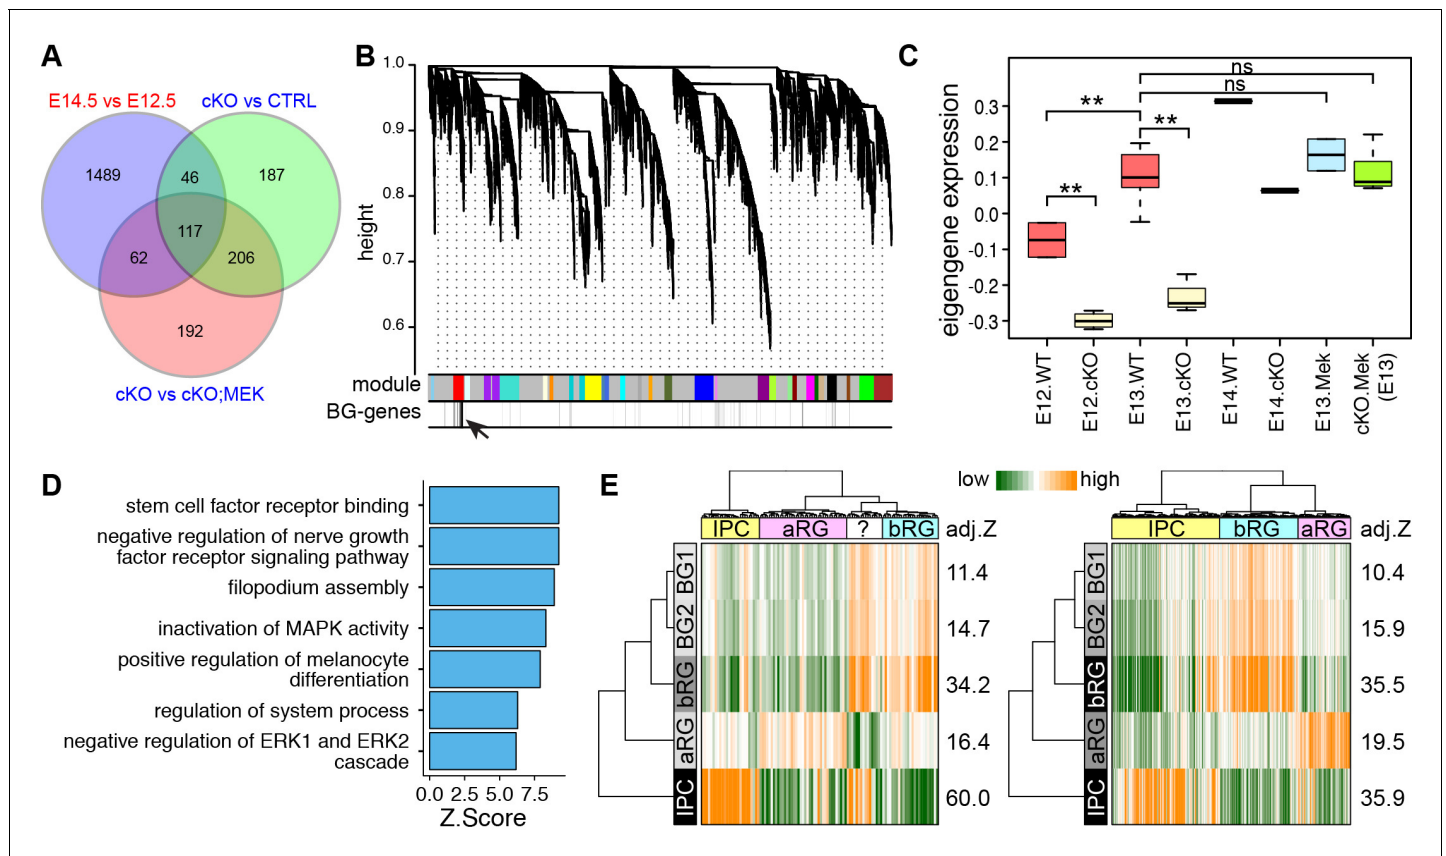 A
E14.5 vs E12.5
cKO vs CTRL
1489
46
187
117
62
206
192
cKO vs cKO;MEK
B
height
1.0
0.9
0.8
0.7
0.6
module
BG-genes
C
eigengene expression
0.3
0.2
0.1
0.0
-0.1
-0.2
-0.3
**
**
**
ns
ns
E12.WT
E12.cKO
E13.WT
E13.cKO
E14.WT
E14.cKO
E13.Mek
cKO.Mek
(E13)
D
stem cell factor receptor binding
negative regulation of nerve growth
factor receptor signaling pathway
filopodium assembly
inactivation of MAPK activity
positive regulation of melanocyte
differentiation
regulation of system process
negative regulation of ERK1 and ERK2
cascade
0.0 2.5 5.0 7.5
Z.Score
E
low
high
IPC aRG ? bRG adj.Z
BG1 11.4
BG2 14.7
bRG 34.2
aRG 16.4
IPC 60.0
IPC bRG aRG adj.Z
BG1 10.4
BG2 15.9
bRG 35.5
aRG 19.5
IPC 35.9